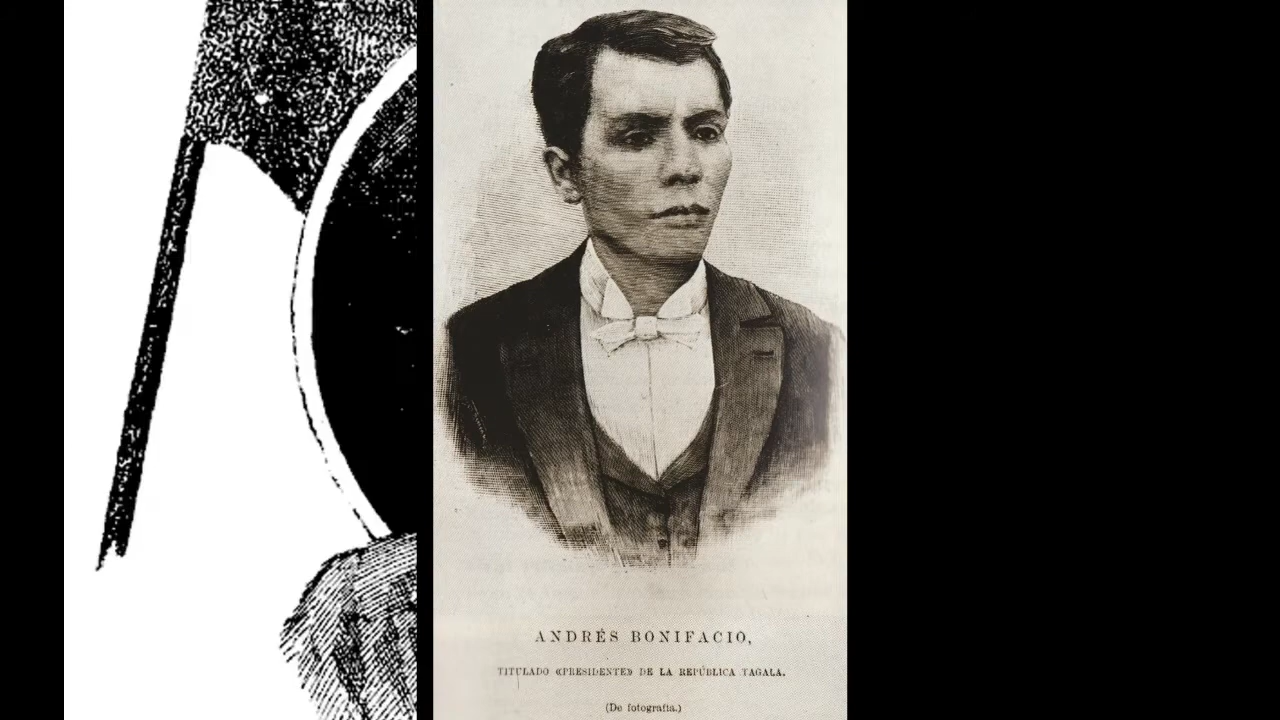 ANDRÉS BONIFACIO,
TITULADO «PRESIDENTE» DE LA REPÚBLICA TAGALA.
(De fotografía.)